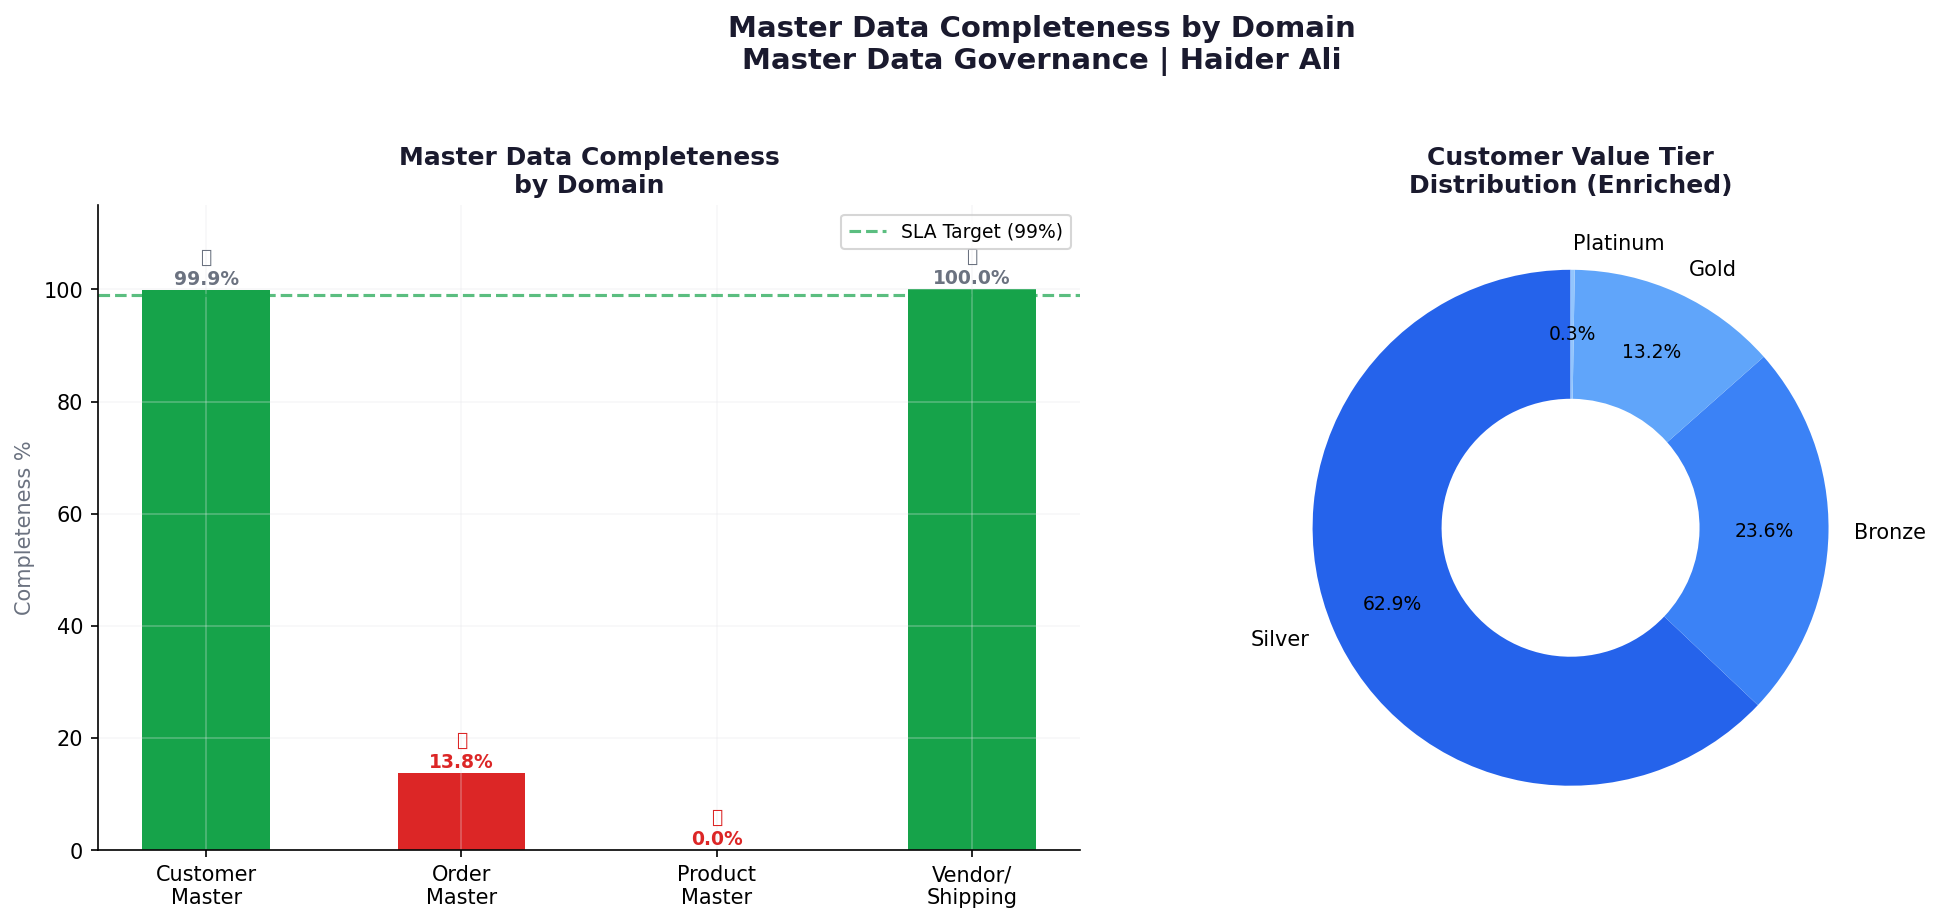 Master Data Completeness by Domain
Master Data Governance | Haider Ali
Master Data Completeness
by Domain
SLA Target (99%)
99.9%
100.0%
13.8%
0.0%
Completeness %
100
80
60
40
20
0
Customer
Master
Order
Master
Product
Master
Vendor/
Shipping
Customer Value Tier
Distribution (Enriched)
Platinum
Gold
0.3%
13.2%
23.6%
Bronze
62.9%
Silver